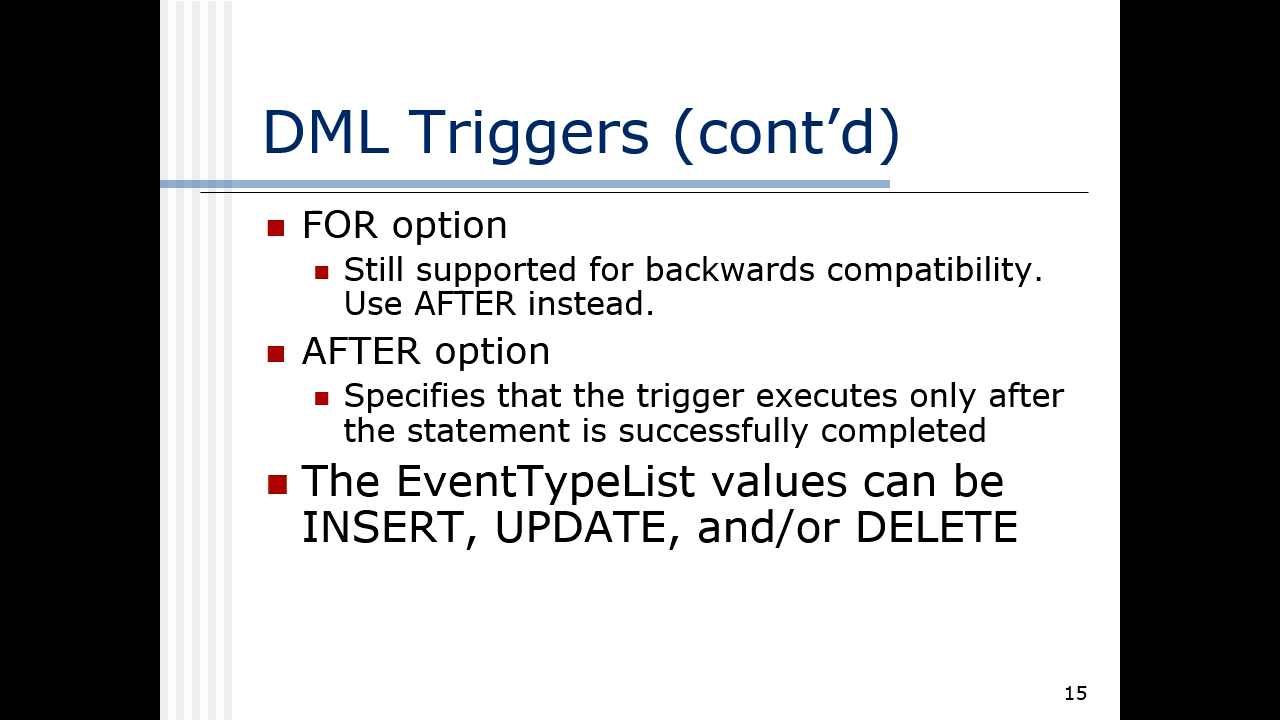 DML Triggers (cont’d)
FOR option
Still supported for backwards compatibility.
Use AFTER instead.
AFTER option
Specifies that the trigger executes only after
the statement is successfully completed
The EventTypeList values can be
INSERT, UPDATE, and/or DELETE
15